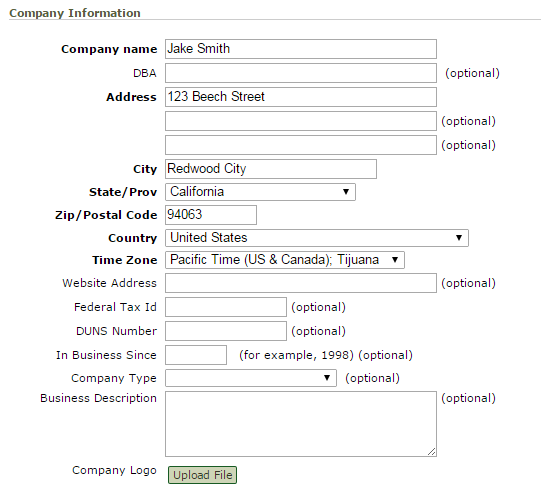 Company Information
Company name Jake Smith
DBA (optional)
Address 123 Beech Street
(optional)
(optional)
City Redwood City
State/Prov California
Zip/Postal Code 94063
Country United States
Time Zone Pacific Time (US & Canada); Tijuana
Website Address (optional)
Federal Tax Id (optional)
DUNS Number (optional)
In Business Since (for example, 1998) (optional)
Company Type (optional)
Business Description (optional)
Company Logo Upload File